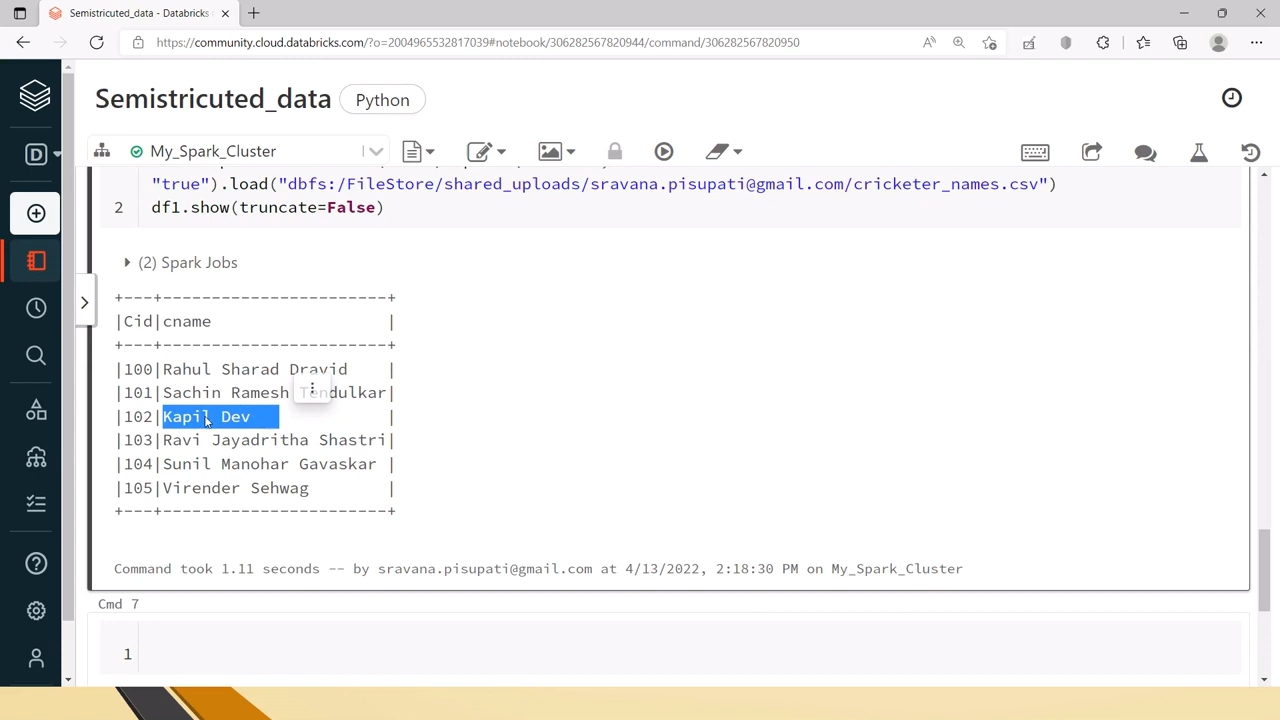 Semistricuted_data - Databricks
https://community.cloud.databricks.com/?o=2004965532817039#notebook/306282567820944/command/306282567820950
Semistricuted_data Python
D My_Spark_Cluster
"true").load("dbfs:/FileStore/shared_uploads/sravana.pisupati@gmail.com/cricketer_names.csv")
2 df1.show(truncate=False)
(2) Spark Jobs
+---+-----------------------+
|Cid|cname                  |
+---+-----------------------+
|100|Rahul Sharad Dravid    |
|101|Sachin Ramesh Tendulkar|
|102|Kapil Dev              |
|103|Ravi Jayadritha Shastri|
|104|Sunil Manohar Gavaskar |
|105|Virender Sehwag        |
+---+-----------------------+
Command took 1.11 seconds -- by sravana.pisupati@gmail.com at 4/13/2022, 2:18:30 PM on My_Spark_Cluster
Cmd 7
1